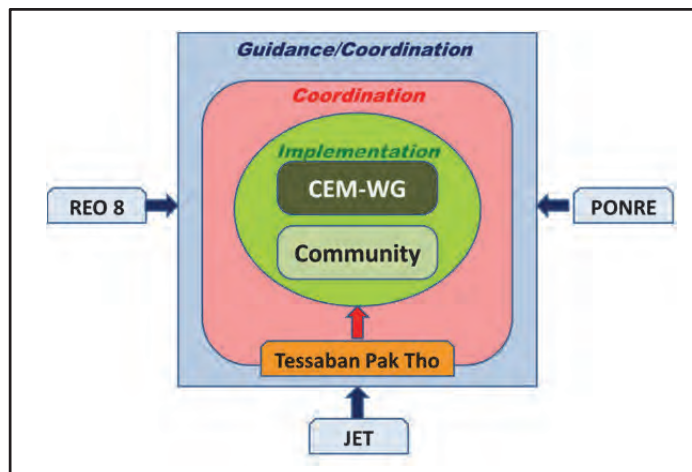 Guidance/Coordination
Coordination
Implementation
CEM-WG
REO 8
PONRE
Community
Tessaban Pak Tho
JET